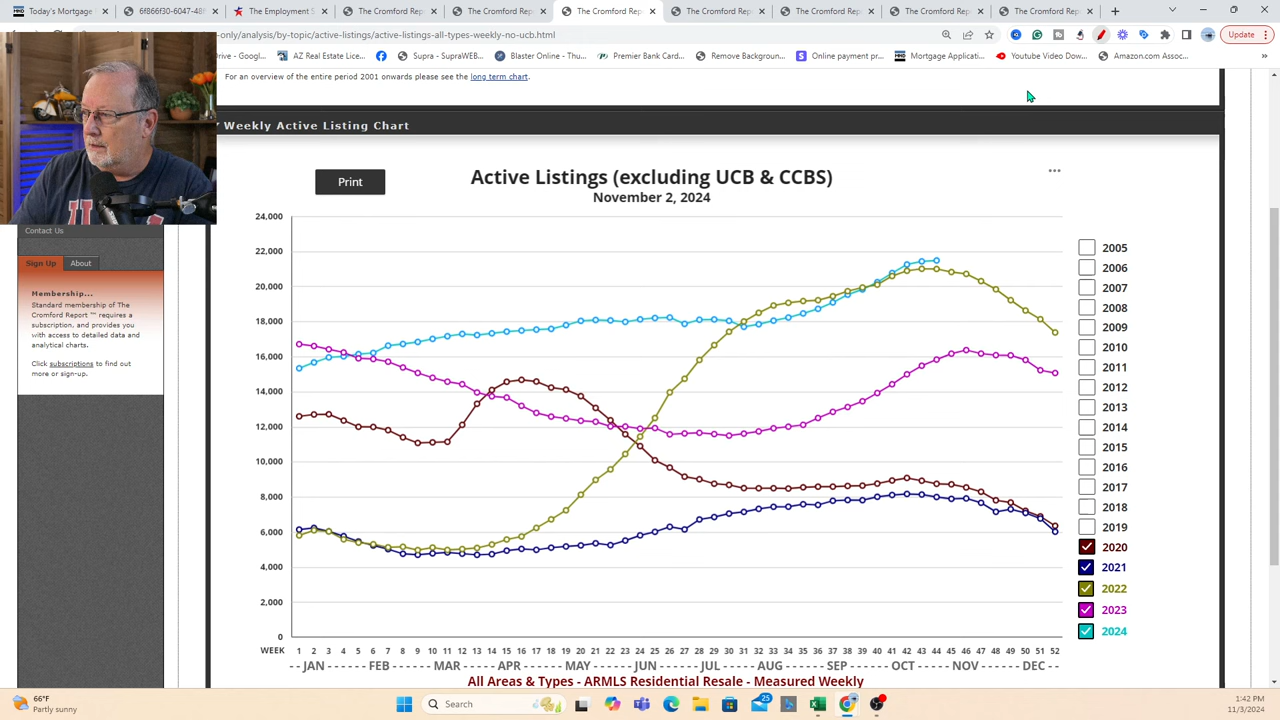 Today's Mortgage
6f866f30-6047-48
The Cromford Re
Eventful S
The Cromford Rep
The Cromford Rep
The Cromford Rep
The Cromford Rep
The Cromford Rep
The Cromford Rep
-only/analysis/by-topic/active-listings/active-listings-all-types-weekly-no-ucb.html
Update
Drive - Googl...
AZ Real Estate Ldeo...
Facebook
Supra - SupraWEB...
Blaster Online - Thu...
Premier Bank Card...
Remove Backgroun...
Online payment pr...
Mortgage Applicati...
Youtube Video Dow...
Amazon.com Assoc...
For an overview of the entire period 2001 onwards please see the long term chart.
Weekly Active Listing Chart
Print
Active Listings (excluding UCB & CCBS)
November 2, 2024
Contact Us
Sign Up
About
Membership...
Standard membership of The
Cromford Report ™ requires a
subscription, and provides you
with access to detailed data and
analytical charts.
Click subscriptions to find out
more or sign-up.
24,000
22,000
20,000
18,000
16,000
14,000
12,000
10,000
8,000
6,000
4,000
2,000
0
2005
2006
2007
2008
2009
2010
2011
2012
2013
2014
2015
2016
2017
2018
2019
2020
2021
2022
2023
2024
WEEK 1 2 3 4 5 6 7 8 9 10 11 12 13 14 15 16 17 18 19 20 21 22 23 24 25 26 27 28 29 30 31 32 33 34 35 36 37 38 39 40 41 42 43 44 45 46 47 48 49 50 51 52
- - JAN - - - - - - FEB - - - - - - MAR - - - - - - APR - - - - - - MAY - - - - - - JUN - - - - - - JUL - - - - - - AUG - - - - - - SEP - - - - - - OCT - - - - - - NOV - - - - - - DEC - -
All Areas & Types - ARMLS Residential Resale - Measured Weekly
66°F
Partly sunny
Search
25
1:42 PM
11/3/2024